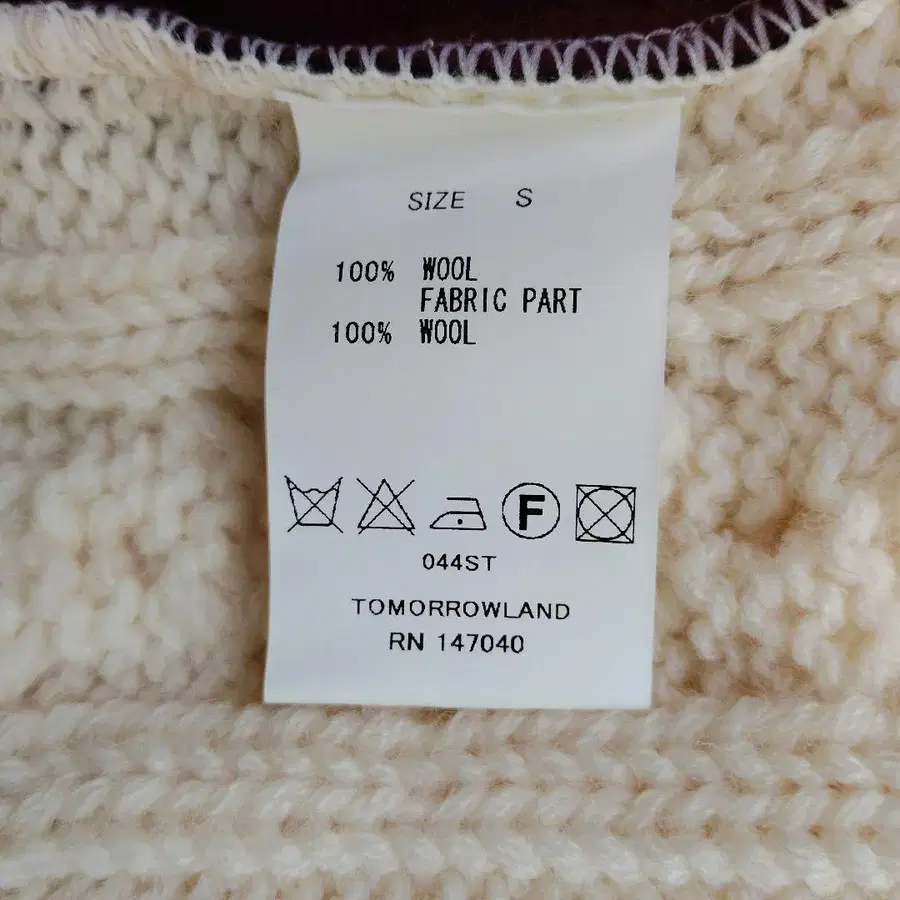 SIZE S
100% WOOL
FABRIC PART
100% WOOL
F
044ST
TOMORROWLAND
RN 147040